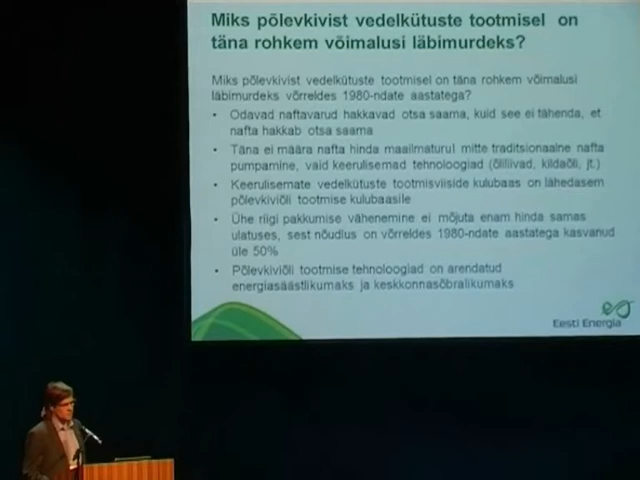 Miks põlevkivist vedelkütuste tootmisel on
täna rohkem võimalusi läbimurdeks?
Miks põlevkivist vedelkütuste tootmisel on täna rohkem võimalusi
läbimurdeks võrreldes 1980-ndate aastatega?
• Odavad naftavarud hakkavad otsa saama, kuid see ei tähenda, et
nafta hakkab otsa saama
• Täna ei määra nafta hinda maailmaturul mitte traditsionaalne nafta
pumpamine, vaid keerulisemad tehnoloogiad (õliliivad, kildaõli, jt.)
• Keerulisemate vedelkütuste tootmisviiside kulubaas on lähedasem
põlevkiviõli tootmise kulubaasile
• Ühe riigi pakkumise vähenemine ei mõjuta enam hinda samas
ulatuses, sest nõudlus on võrreldes 1980-ndate aastatega kasvanud
üle 50%
• Põlevkiviõli tootmise tehnoloogiad on arendatud
energiasäästlikumaks ja keskkonnasõbralikumaks
Eesti Energia